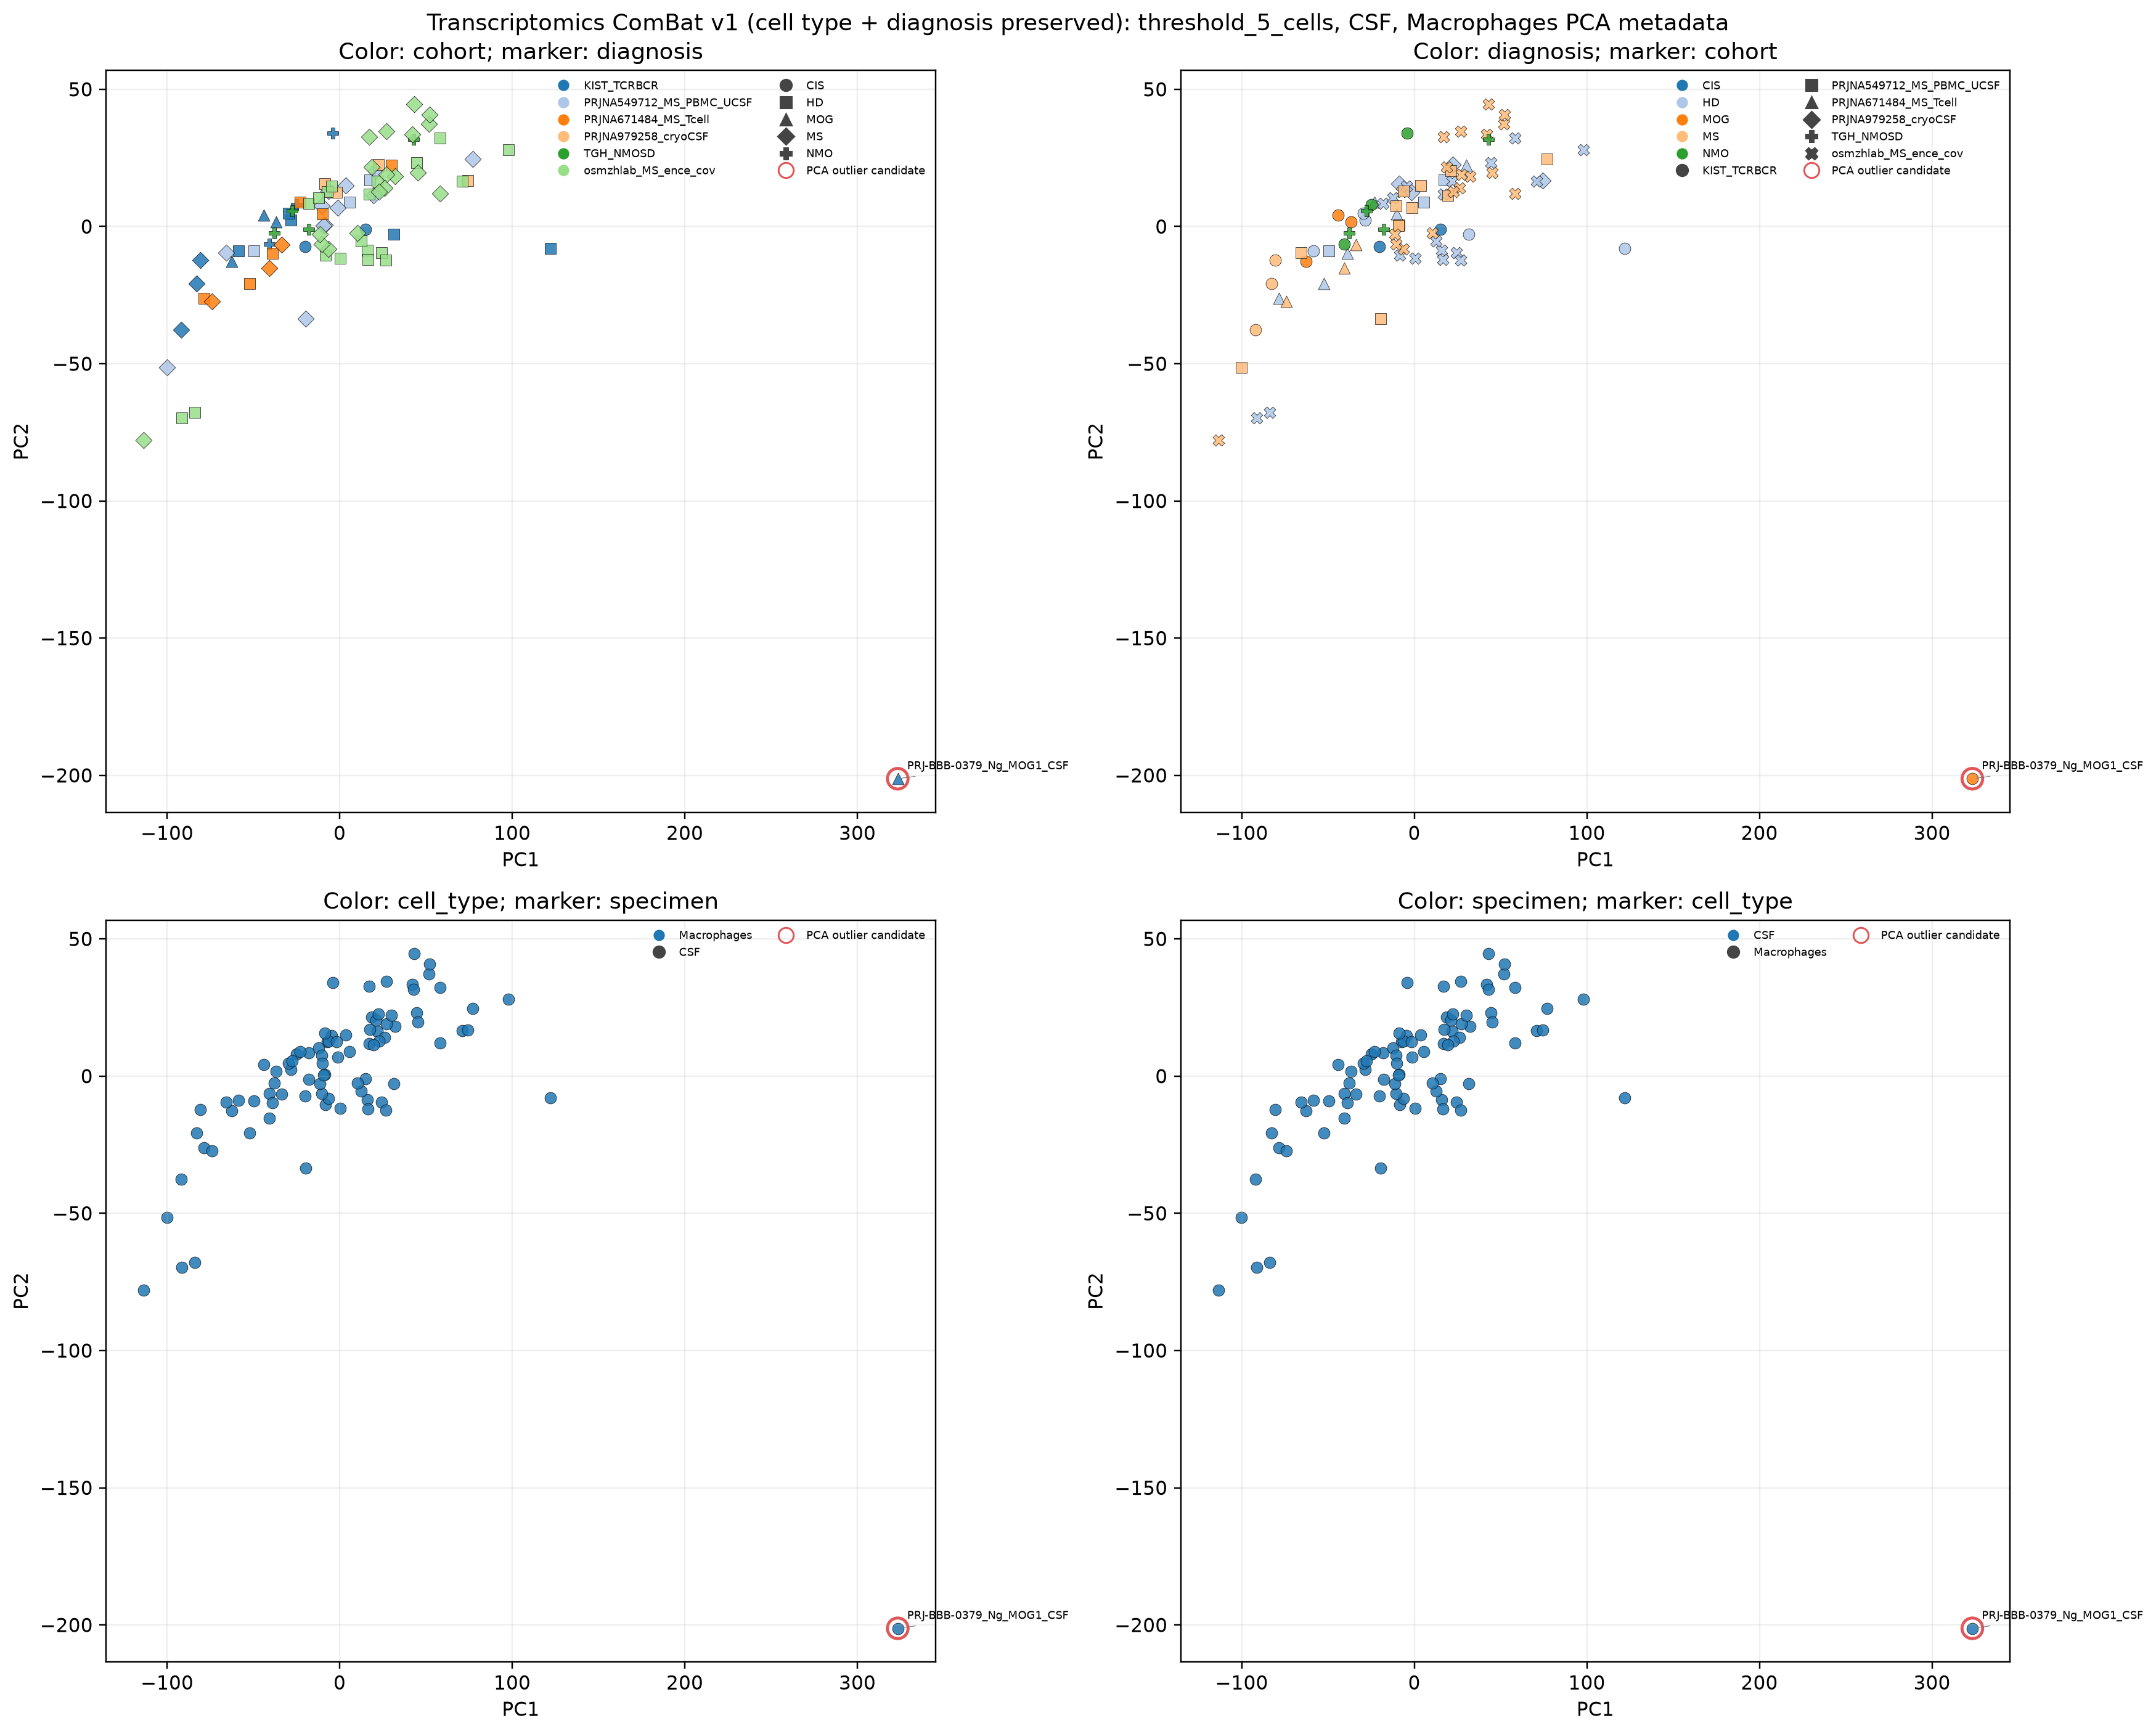 Transcriptomics ComBat v1 (cell type + diagnosis preserved): threshold_5_cells, CSF, Macrophages PCA metadata
Color: cohort; marker: diagnosis
KIST_TCRBCR
PRJNA549712_MS_PBMC_UCSF
PRJNA671484_MS_Tcell
PRJNA979258_cryoCSF
TGH_NMOSD
osmzhlab_MS_ence_cov
CIS
HD
MOG
MS
NMO
PCA outlier candidate
50
0
−50
−100
−150
−200
PC2
PRJ-BBB-0379_Ng_MOG1_CSF
−100
0
100
200
300
PC1
Color: diagnosis; marker: cohort
CIS
HD
MOG
MS
NMO
KIST_TCRBCR
PRJNA549712_MS_PBMC_UCSF
PRJNA671484_MS_Tcell
PRJNA979258_cryoCSF
TGH_NMOSD
osmzhlab_MS_ence_cov
PCA outlier candidate
50
0
−50
−100
−150
−200
PC2
PRJ-BBB-0379_Ng_MOG1_CSF
−100
0
100
200
300
PC1
Color: cell_type; marker: specimen
Macrophages
CSF
PCA outlier candidate
50
0
−50
−100
−150
−200
PC2
PRJ-BBB-0379_Ng_MOG1_CSF
−100
0
100
200
300
PC1
Color: specimen; marker: cell_type
CSF
Macrophages
PCA outlier candidate
50
0
−50
−100
−150
−200
PC2
PRJ-BBB-0379_Ng_MOG1_CSF
−100
0
100
200
300
PC1